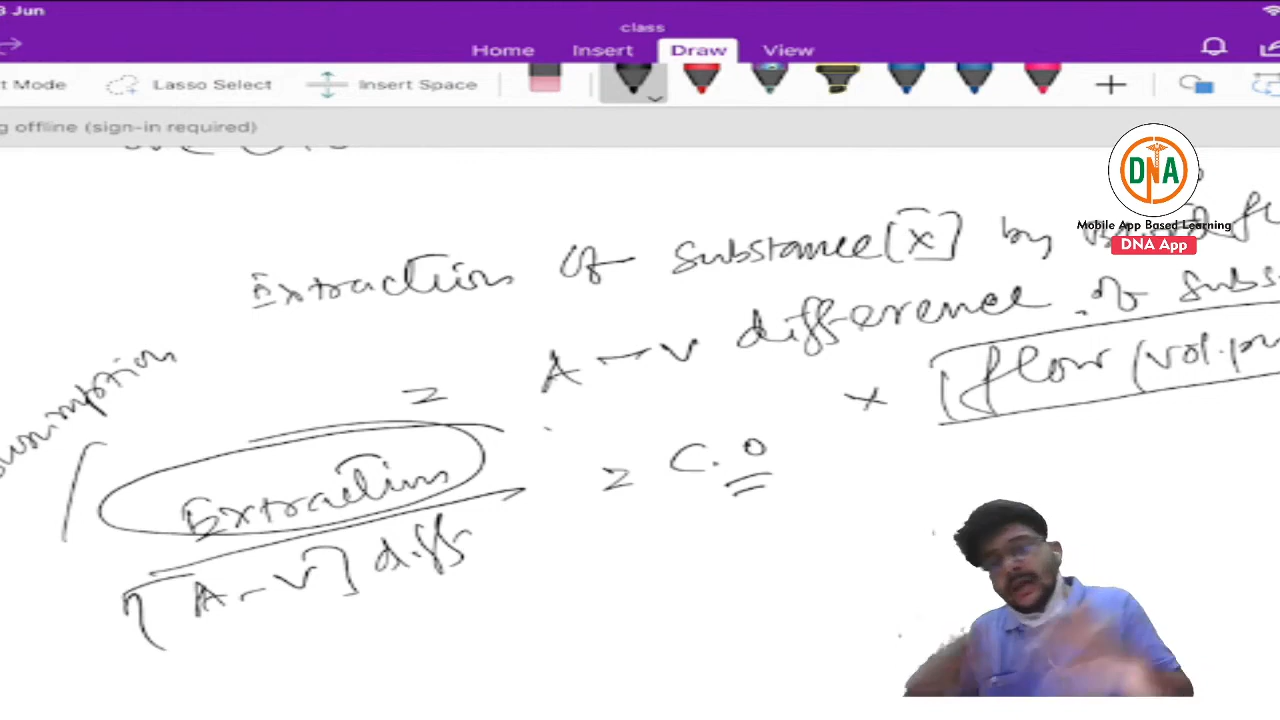 3 Jun
class
Home Insert Draw View
t Mode Lasso Select Insert Space
g offline (sign-in required)
DNA
Mobile App Based Learning
DNA App
Extraction of substance [x] by
= A-V difference of subs
x flow (vol.pu
Extraction
[A-V] diff
= C.O